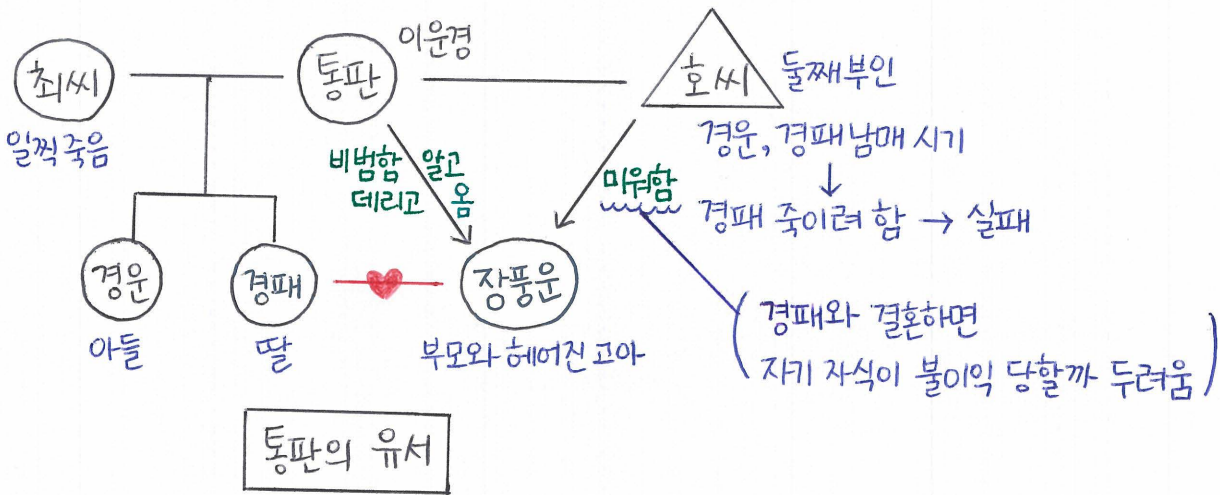 이운경
최씨
통판
호씨
둘째부인
일찍 죽음
경운, 경패 남매 시기
비범함 알고
데리고 옴
미워함
↓
경패 죽이려 함 → 실패
경운
경패
장풍운
아들
딸
부모와 헤어진 고아
(경패와 결혼하면
자기 자식이 불이익 당할까 두려움)
통판의 유서